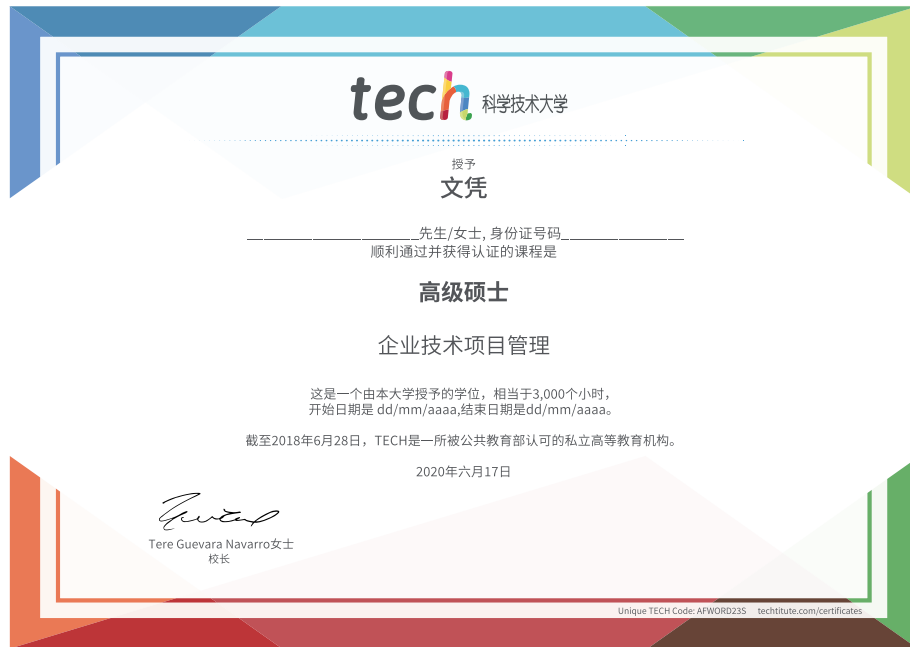 tech 科学技术大学
授予
文凭
_____________________先生/女士, 身份证号码_______________
顺利通过并获得认证的课程是
高级硕士
企业技术项目管理
这是一个由本大学授予的学位，相当于3,000个小时，
开始日期是 dd/mm/aaaa,结束日期是dd/mm/aaaa。
截至2018年6月28日，TECH是一所被公共教育部认可的私立高等教育机构。
2020年六月17日
Tere Guevara Navarro女士
校长
Unique TECH Code: AFWORD23S techtitute.com/certificates